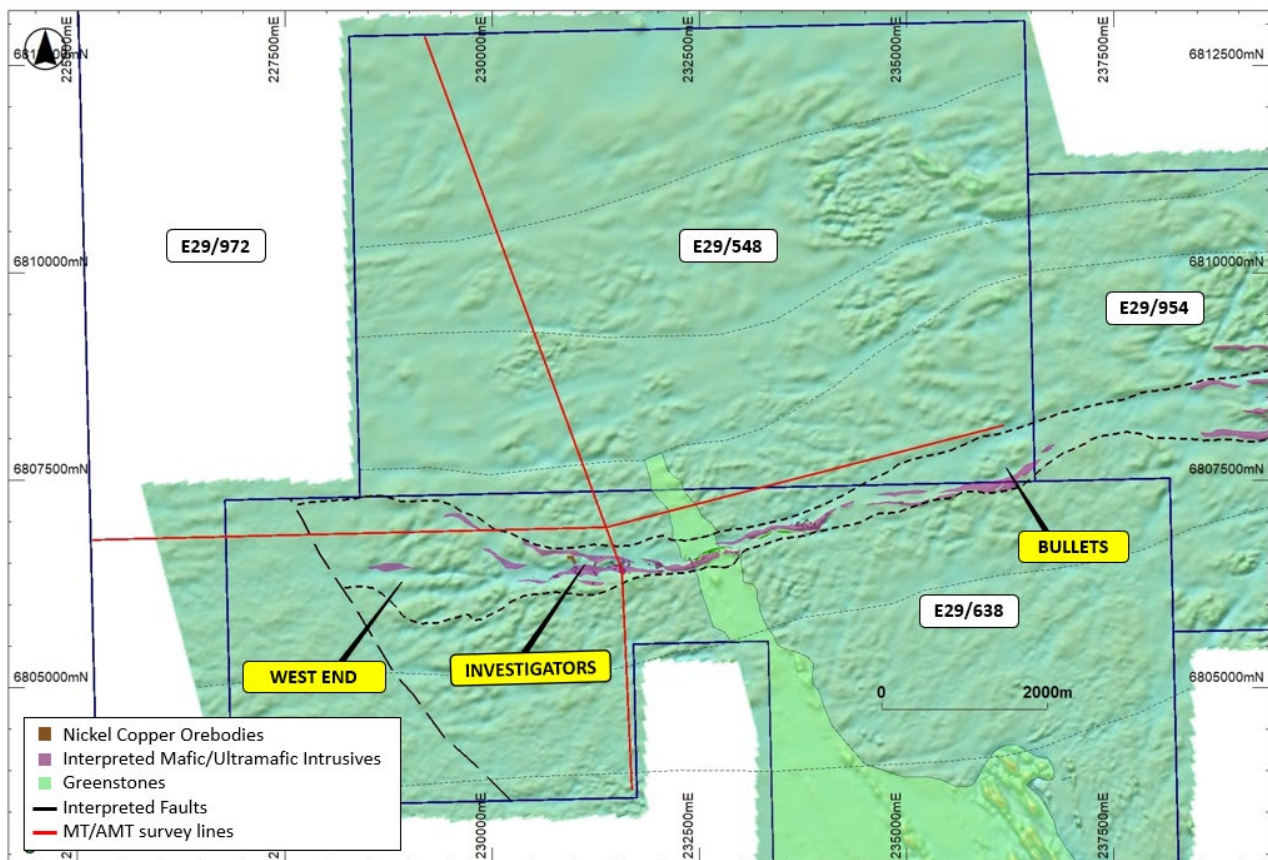 225000mE
227500mE
230000mE
232500mE
235000mE
237500mE
6812500mN
6812500mN
E29/972
E29/548
6810000mN
6810000mN
E29/954
6807500mN
6807500mN
BULLETS
E29/638
WEST END
INVESTIGATORS
6805000mN
6805000mN
0
2000m
Nickel Copper Orebodies
Interpreted Mafic/Ultramafic Intrusives
Greenstones
Interpreted Faults
MT/AMT survey lines
230000mE
232500mE
235000mE
237500mE